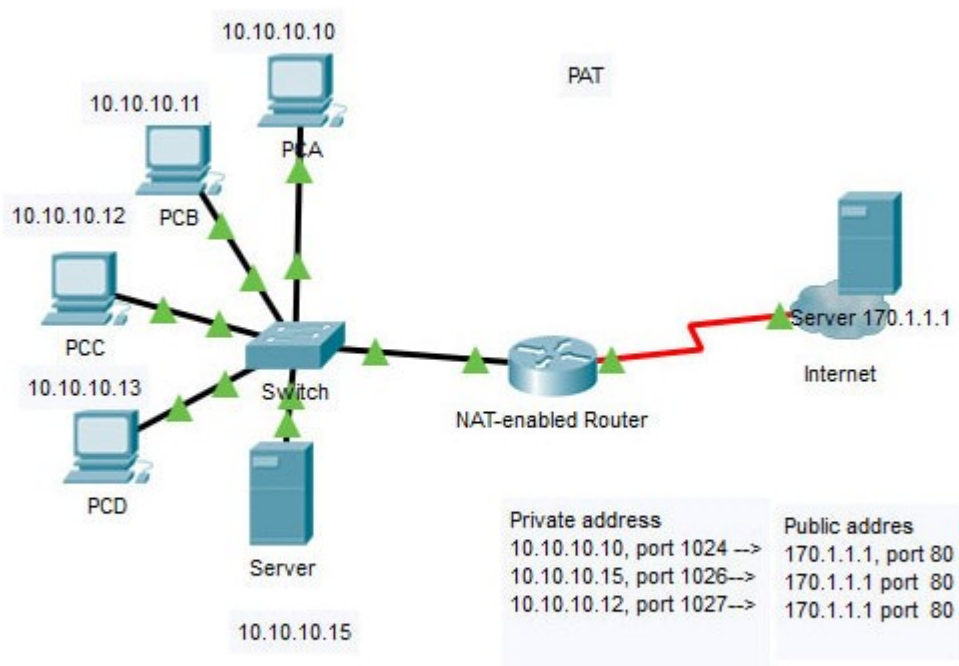 10.10.10.10
PAT
10.10.10.11
PCA
10.10.10.12
PCB
Server 170.1.1.1
PCC
Switch
Internet
10.10.10.13
NAT-enabled Router
PCD
Server
10.10.10.15
Private address
10.10.10.10, port 1024 -->
10.10.10.15, port 1026-->
10.10.10.12, port 1027-->
Public addres
170.1.1.1, port 80
170.1.1.1 port 80
170.1.1.1 port 80